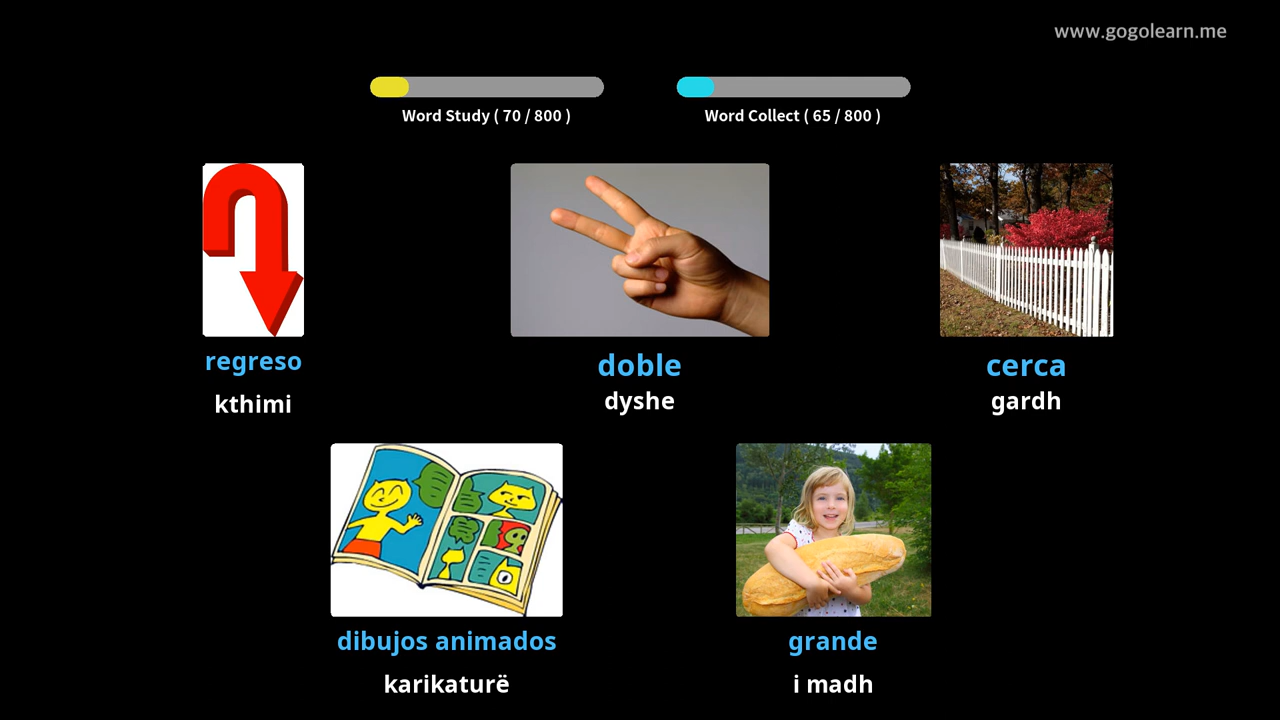 www.gogolearn.me
Word Study ( 70 / 800 )
Word Collect ( 65 / 800 )
regreso
kthimi
doble
dyshe
cerca
gardh
dibujos animados
karikaturë
grande
i madh